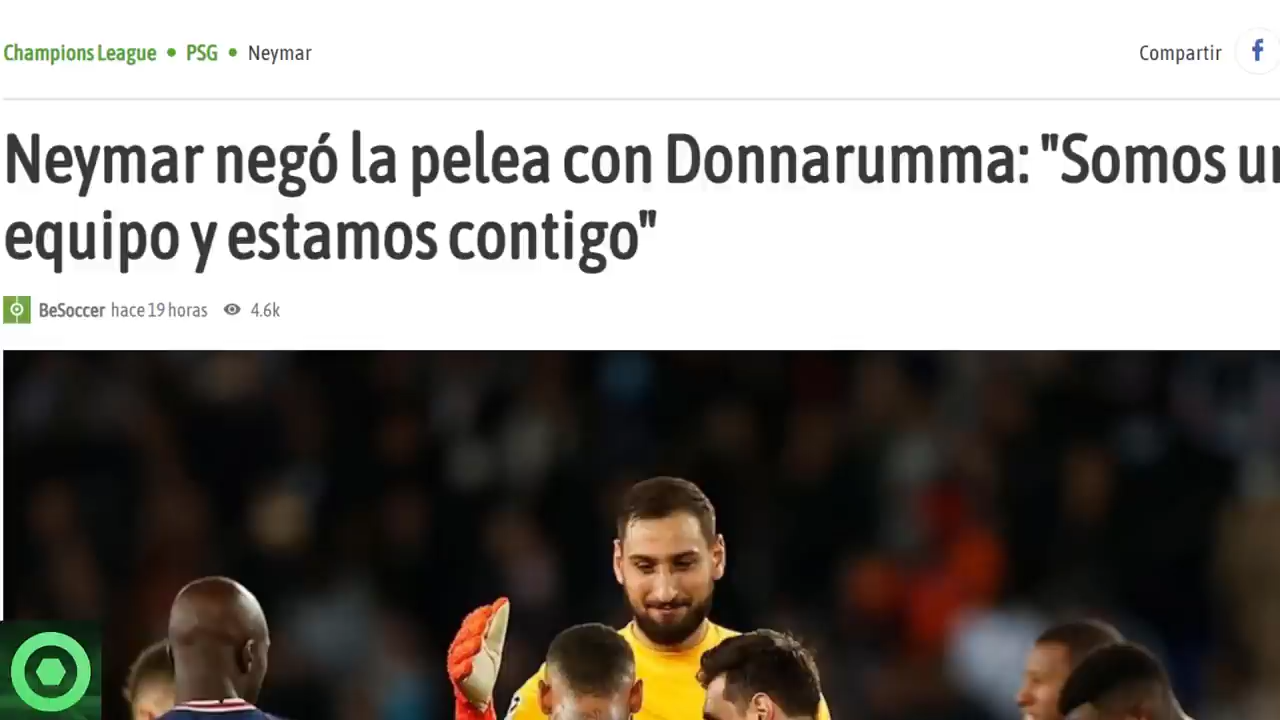 Champions League • PSG • Neymar
Compartir
Neymar negó la pelea con Donnarumma: "Somos
equipo y estamos contigo"
BeSoccer hace 19 horas 4.6k